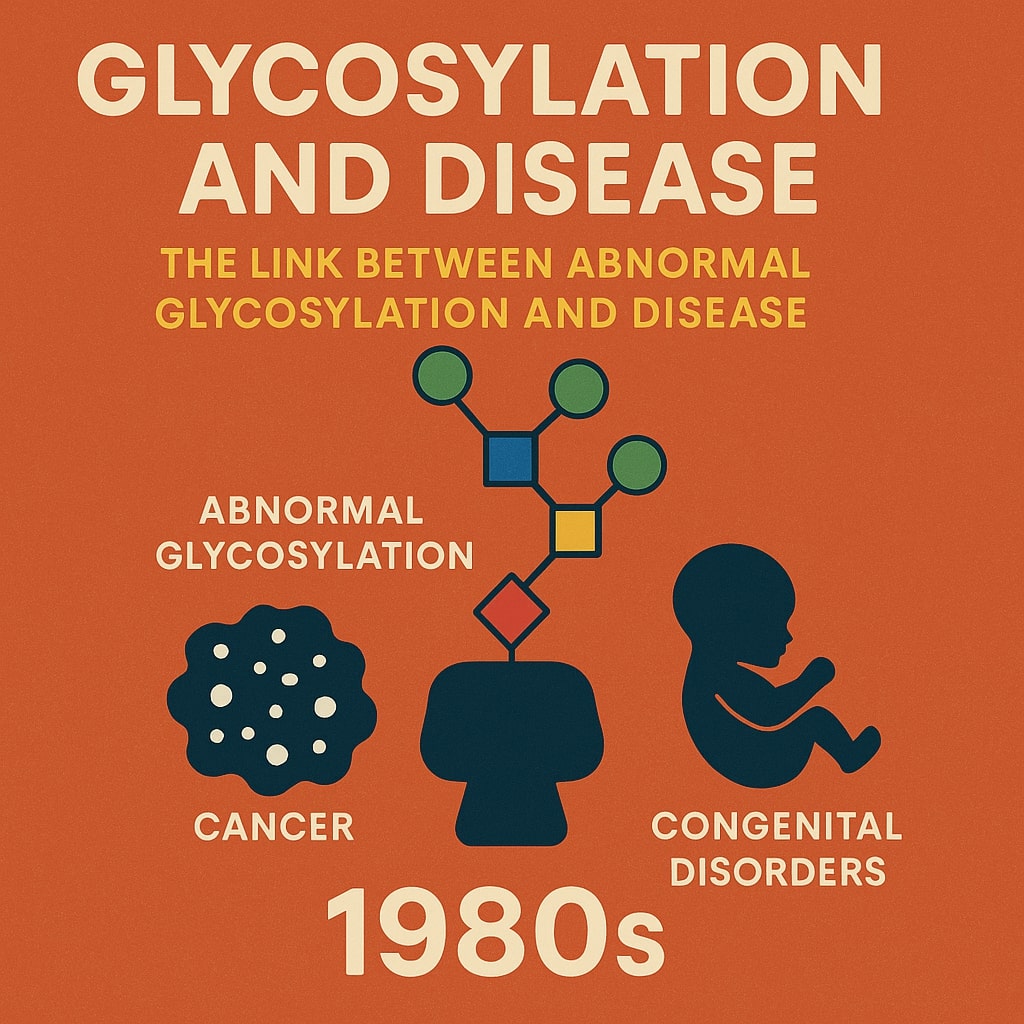 GLYCOSYLATION
AND DISEASE
THE LINK BETWEEN ABNORMAL
GLYCOSYLATION AND DISEASE
ABNORMAL
GLYCOSYLATION
CANCER
CONGENITAL
DISORDERS
1980s